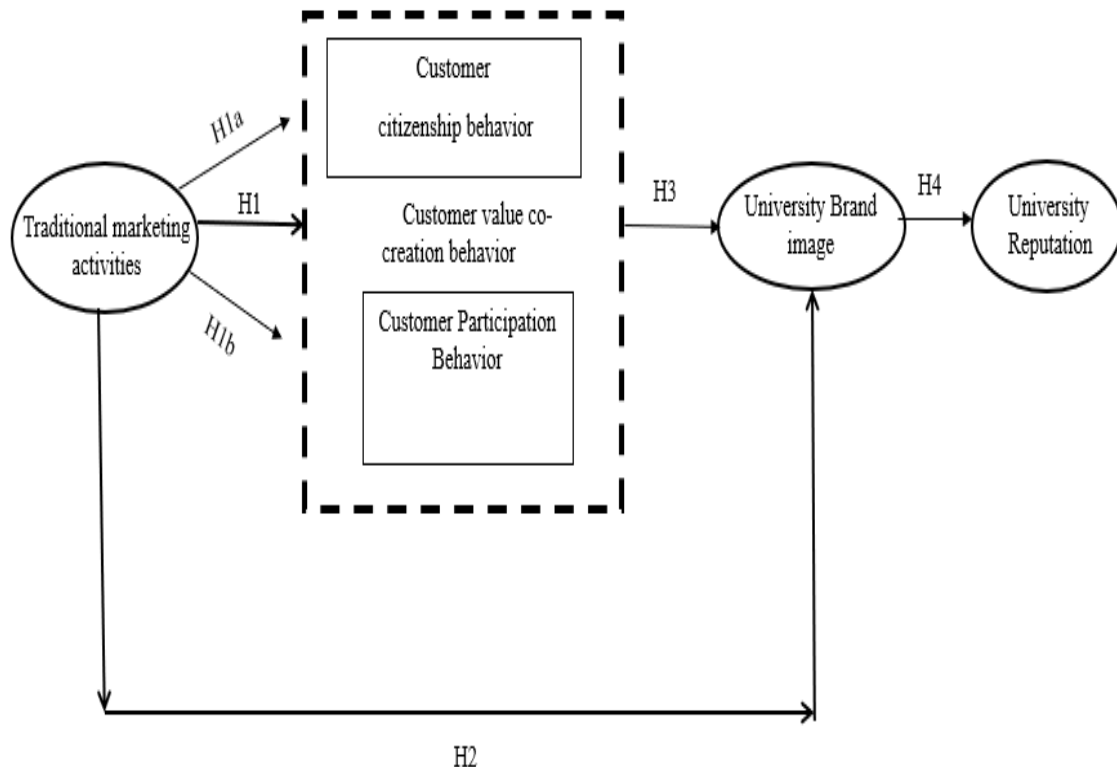 Customer
citizenship behavior
H1a
H1
Traditional marketing
activities
H1b
Customer value co-
creation behavior
Customer Participation
Behavior
H3
University Brand
image
H4
University
Reputation
H2